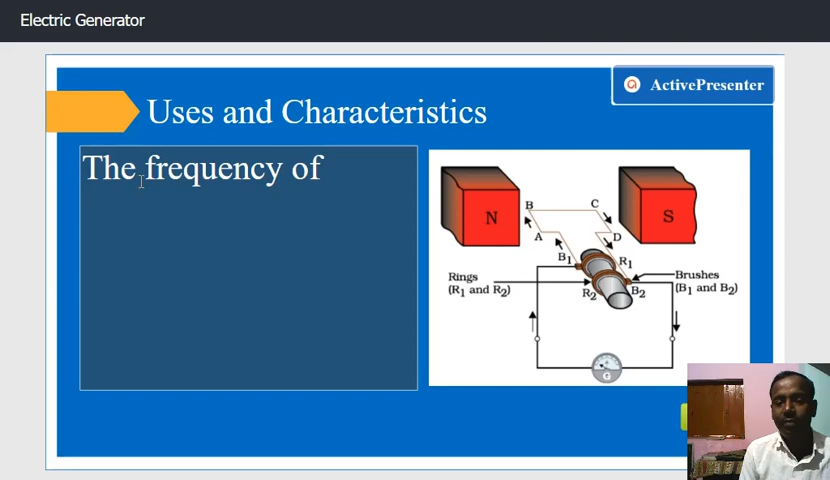 Electric Generator
ActivePresenter
Uses and Characteristics
The frequency of
N
S
B
C
A
D
B1
R1
Rings
(R1 and R2)
R2
B2
Brushes
(B1 and B2)
G